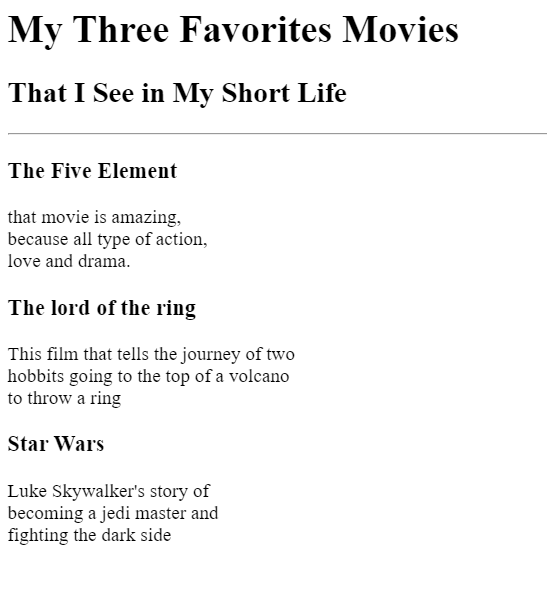 My Three Favorites Movies
That I See in My Short Life
The Five Element
that movie is amazing,
because all type of action,
love and drama.
The lord of the ring
This film that tells the journey of two
hobbits going to the top of a volcano
to throw a ring
Star Wars
Luke Skywalker's story of
becoming a jedi master and
fighting the dark side